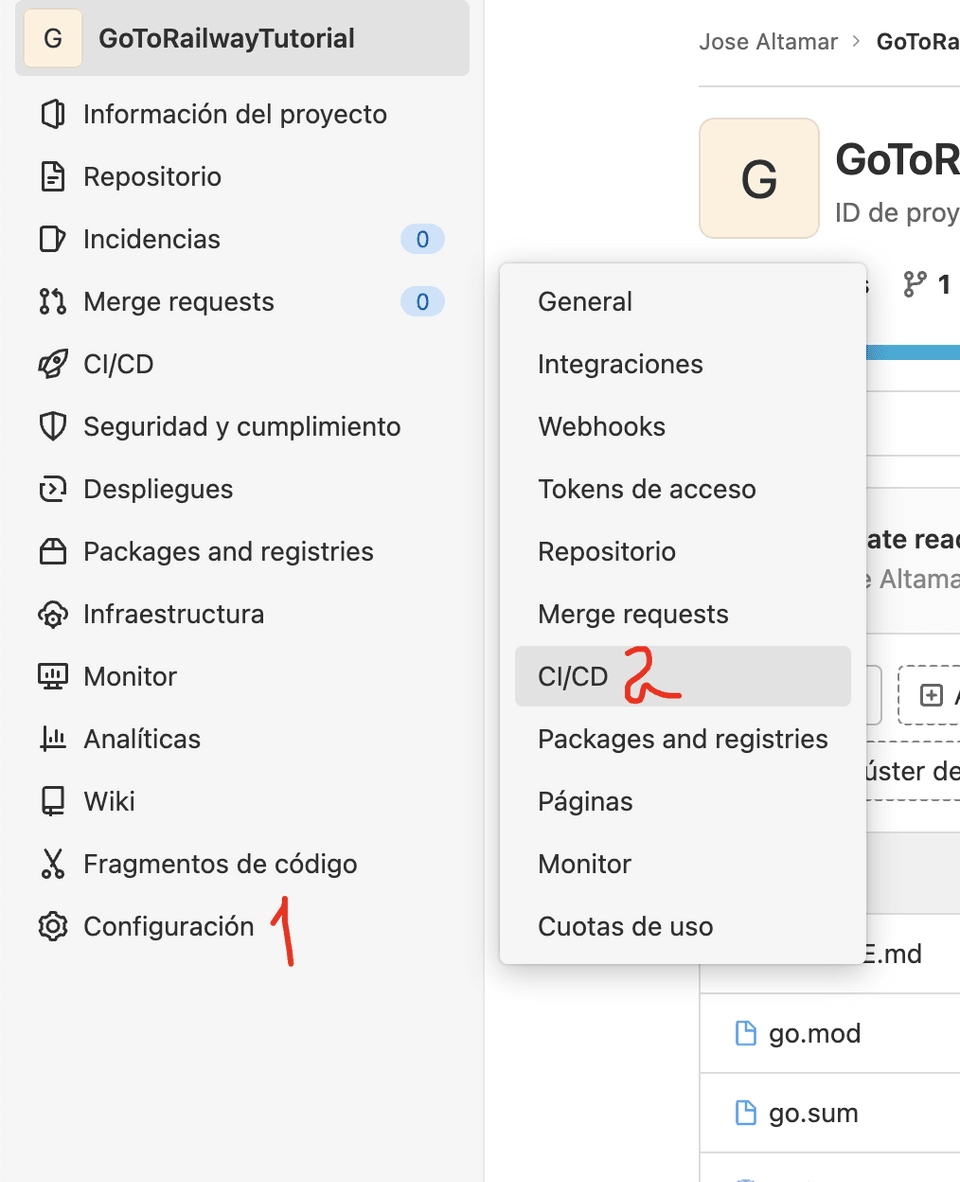 G GoToRailwayTutorial
Información del proyecto
Repositorio
Incidencias 0
Merge requests 0
CI/CD
Seguridad y cumplimiento
Despliegues
Packages and registries
Infraestructura
Monitor
Analíticas
Wiki
Fragmentos de código
Configuración 1
General
Integraciones
Webhooks
Tokens de acceso
Repositorio
Merge requests
CI/CD 2
Packages and registries
Páginas
Monitor
Cuotas de uso
Jose Altamar > GoToRa
G
GoToR
ID de proy
s 1
ate read
e Altama
úster de
E.md
go.mod
go.sum